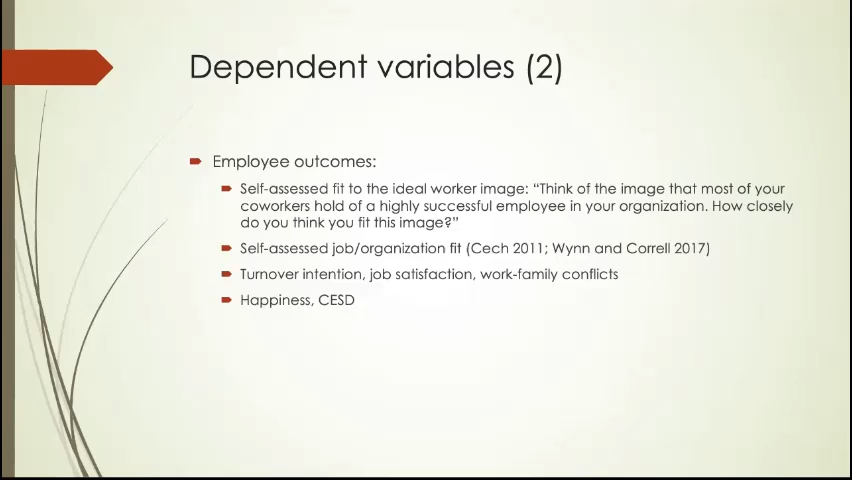 Dependent variables (2)
Employee outcomes:
Self-assessed fit to the ideal worker image: “Think of the image that most of your
coworkers hold of a highly successful employee in your organization. How closely
do you think you fit this image?”
Self-assessed job/organization fit (Cech 2011; Wynn and Correll 2017)
Turnover intention, job satisfaction, work-family conflicts
Happiness, CESD